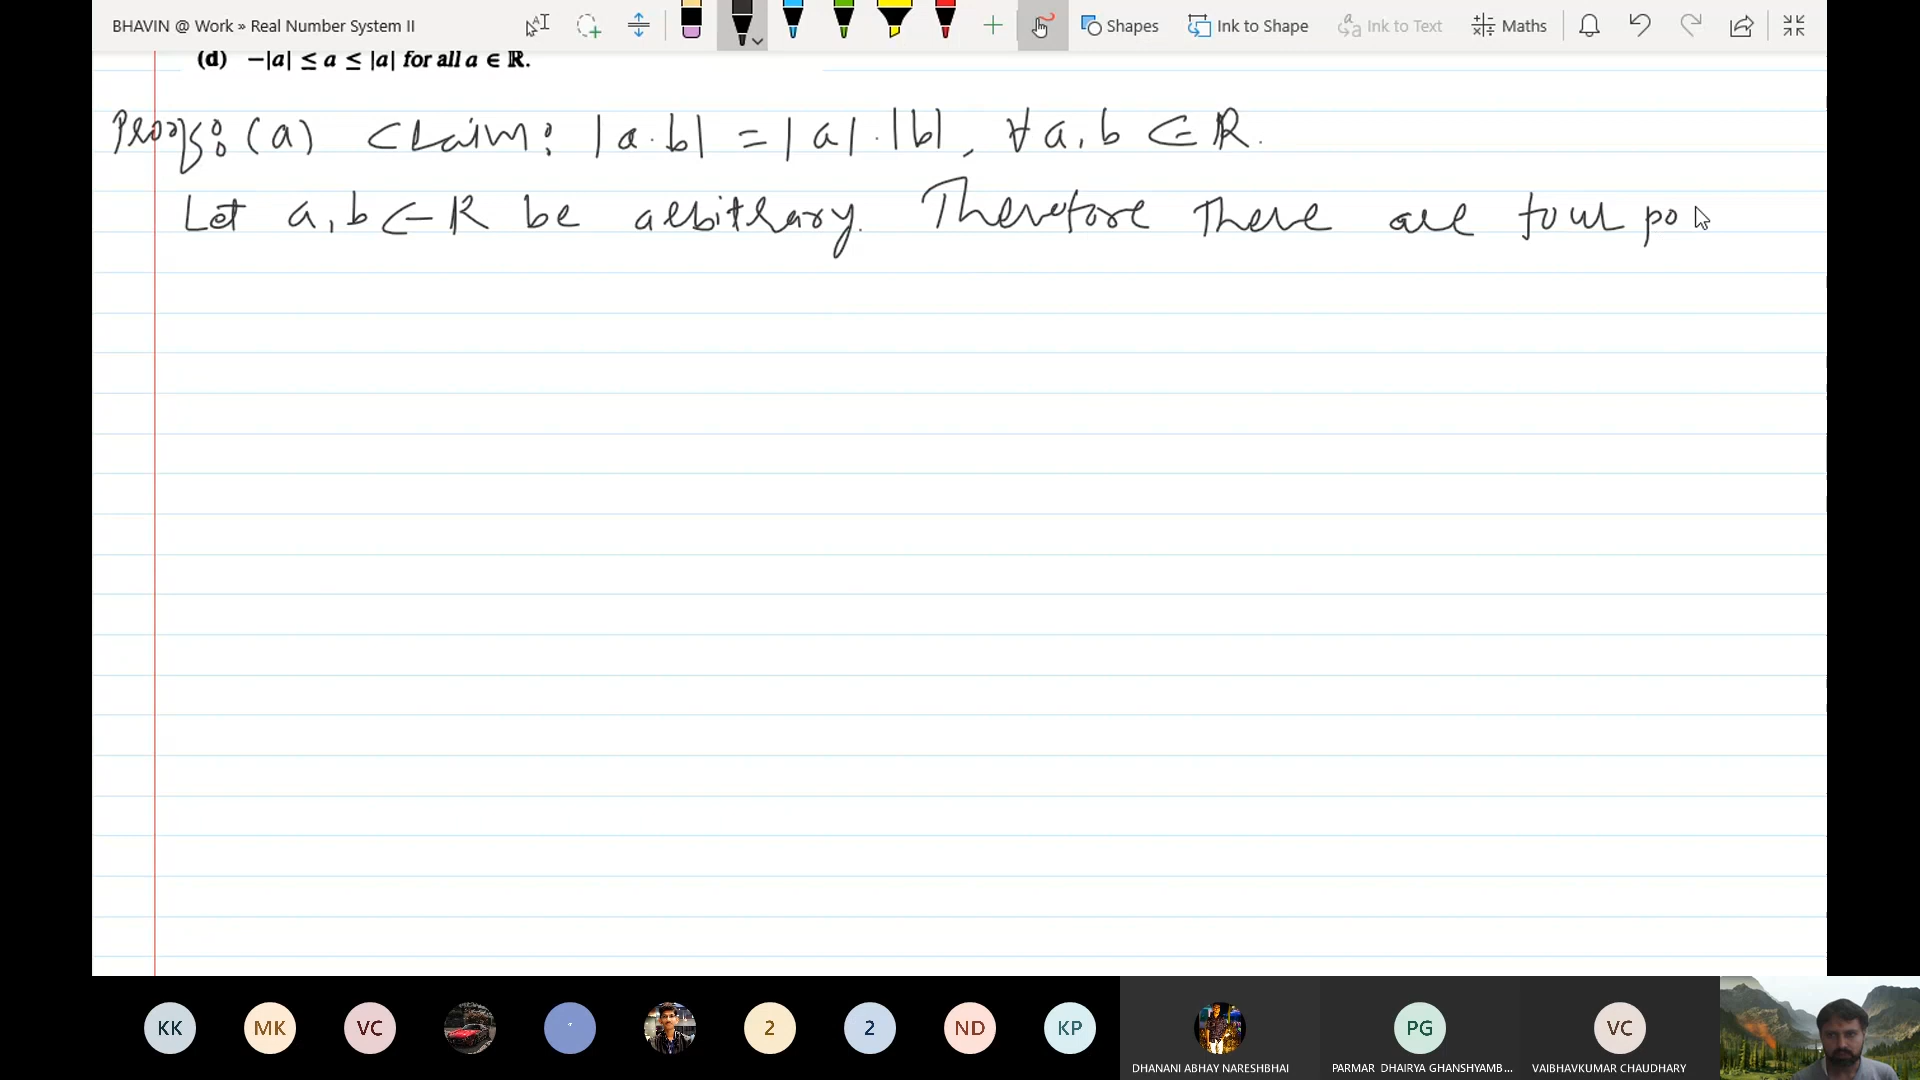 BHAVIN @ Work » Real Number System II
Shapes
Ink to Shape
Ink to Text
Maths
(d) −|a| ≤ a ≤ |a| for all a ∈ ℝ.
Proof: (a) Claim: |a·b| = |a|·|b|, ∀ a, b ∈ ℝ.
Let a, b ∈ ℝ be arbitrary. Therefore There are four po
KK MK VC 2 2 ND KP PG VC
DHANANI ABHAY NARESHBHAI PARMAR DHAIRYA GHANSHYAMB... VAIBHAVKUMAR CHAUDHARY